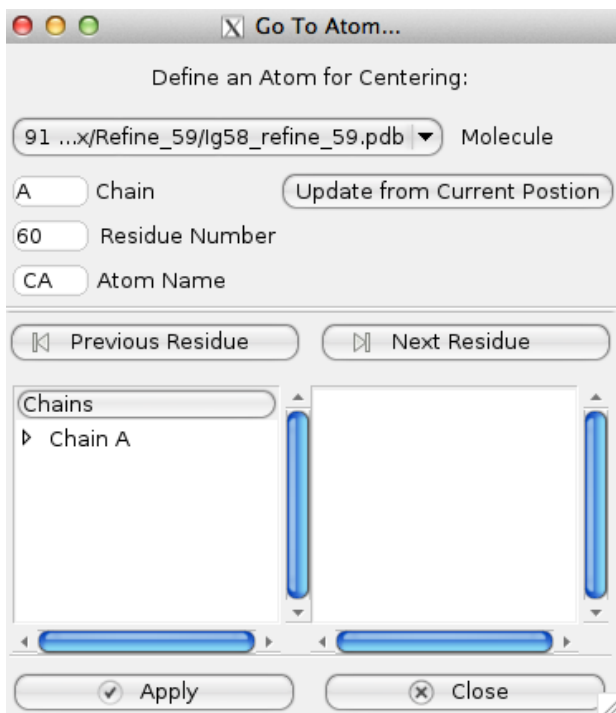 Go To Atom...
Define an Atom for Centering:
91 ...x/Refine_59/Ig58_refine_59.pdb Molecule
A Chain Update from Current Postion
60 Residue Number
CA Atom Name
Previous Residue Next Residue
Chains
Chain A
Apply Close